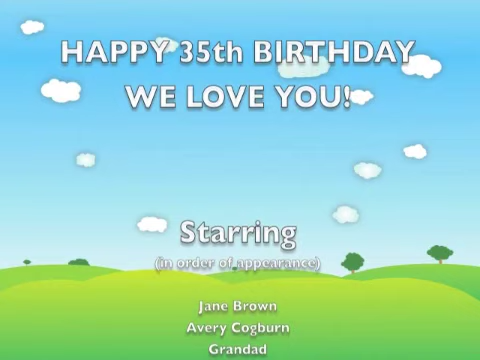 HAPPY 35th BIRTHDAY
WE LOVE YOU!
Starring
(in order of appearance)
Jane Brown
Avery Cogburn
Grandad